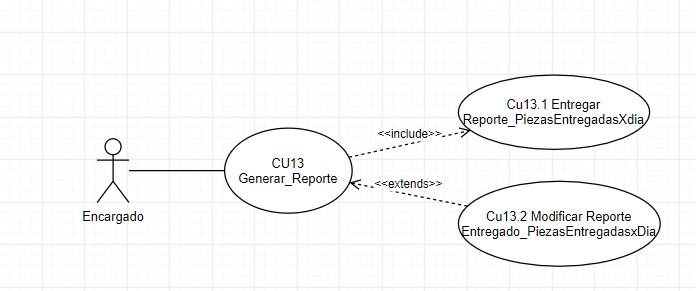 Cu13.1 Entregar
Reporte_PiezasEntregadasXdia
<<include>>
CU13
Generar_Reporte
<<extends>>
Encargado
Cu13.2 Modificar Reporte
Entregado_PiezasEntregadasxDia